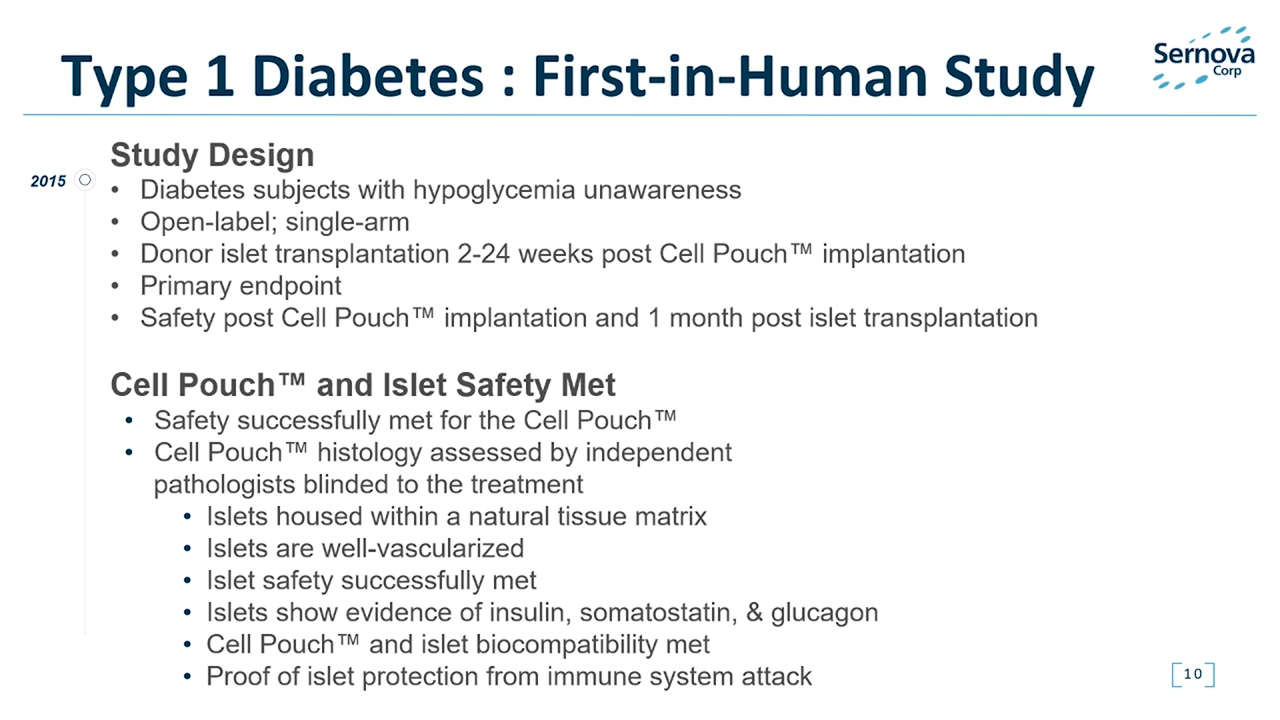 Type 1 Diabetes : First-in-Human Study
Sernova
Corp
Study Design
2015
• Diabetes subjects with hypoglycemia unawareness
• Open-label; single-arm
• Donor islet transplantation 2-24 weeks post Cell Pouch™ implantation
• Primary endpoint
• Safety post Cell Pouch™ implantation and 1 month post islet transplantation
Cell Pouch™ and Islet Safety Met
• Safety successfully met for the Cell Pouch™
• Cell Pouch™ histology assessed by independent
pathologists blinded to the treatment
• Islets housed within a natural tissue matrix
• Islets are well-vascularized
• Islet safety successfully met
• Islets show evidence of insulin, somatostatin, & glucagon
• Cell Pouch™ and islet biocompatibility met
• Proof of islet protection from immune system attack
10